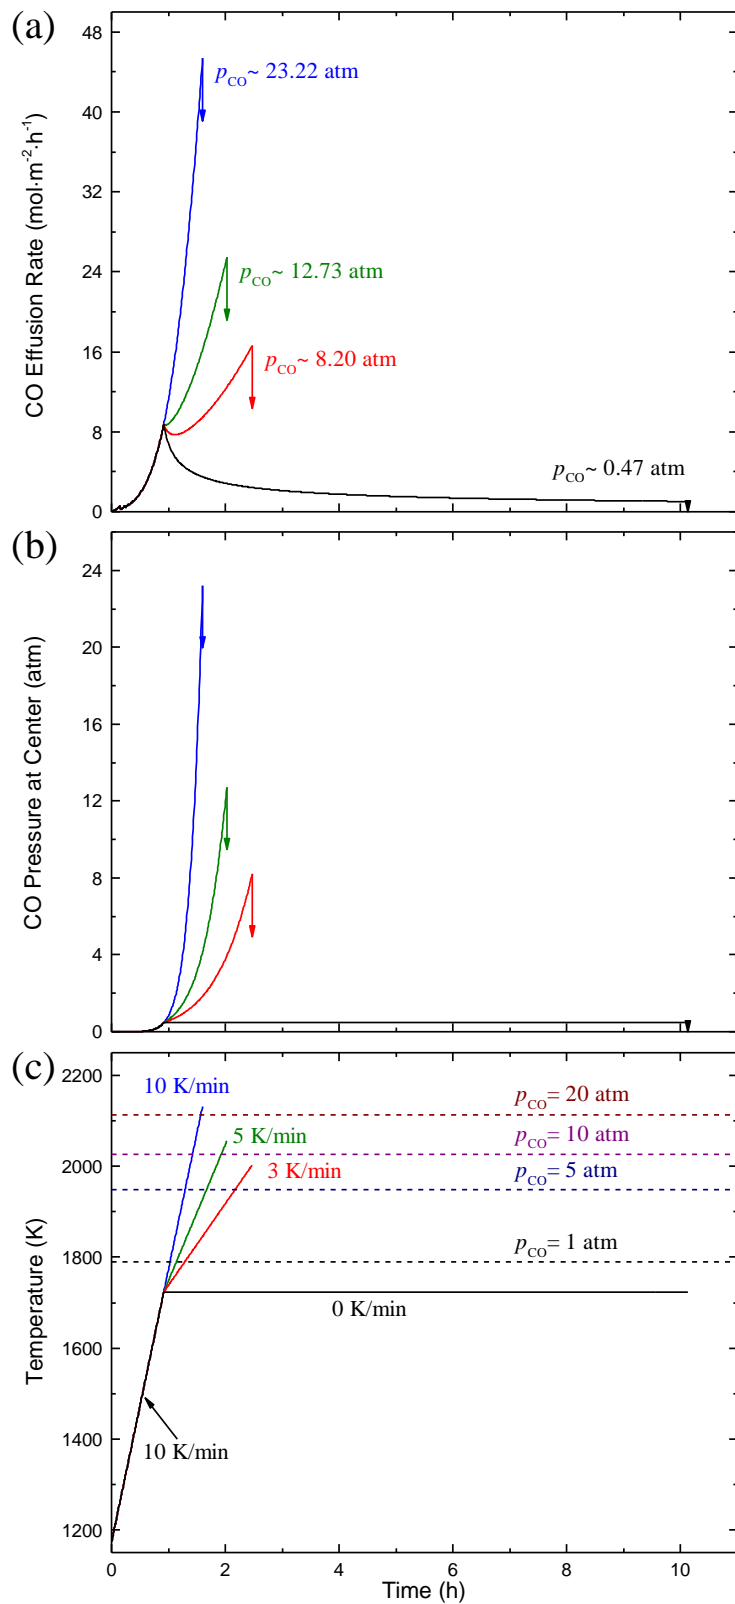 (a)
48
40
32
24
16
8
0
CO Effusion Rate (mol·m⁻²·h⁻¹)
pCO~ 23.22 atm
pCO~ 12.73 atm
pCO~ 8.20 atm
pCO~ 0.47 atm
(b)
24
20
16
12
8
4
0
CO Pressure at Center (atm)
(c)
2200
2000
1800
1600
1400
1200
Temperature (K)
10 K/min
5 K/min
3 K/min
pCO= 20 atm
pCO= 10 atm
pCO= 5 atm
pCO= 1 atm
0 K/min
10 K/min
0 2 4 6 8 10
Time (h)